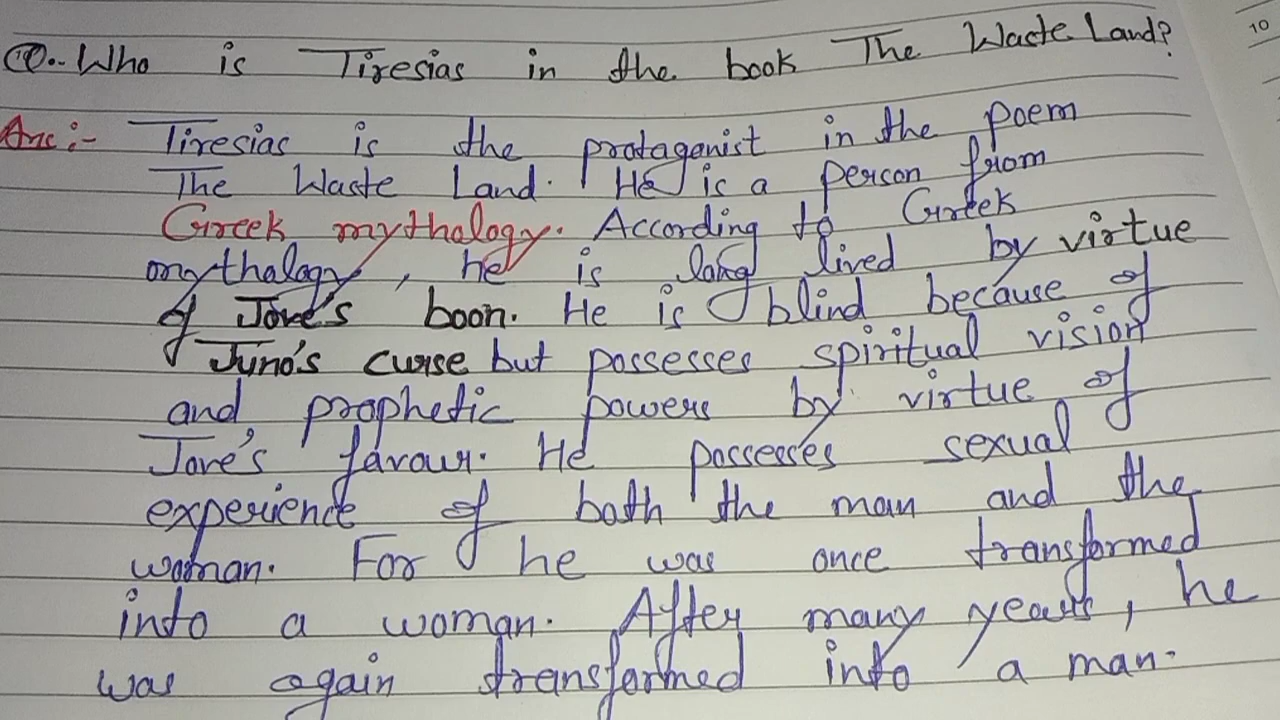 Q.. Who is Tiresias in the book The Waste Land?
10
Ans:- Tiresias is the protagonist in the poem
The Waste Land. He is a person from
Greek mythology. According to Greek
mythology, he is long lived by virtue
of Jove's boon. He is blind because of
Juno's curse but possesses spiritual vision
and prophetic powers by virtue of
Jove's favour. He possesses sexual
experience of both the man and the
woman. For he was once transformed
into a woman. After many years, he
was again transformed into a man.